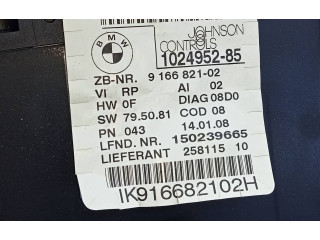 BMW
JOHNSON
CONTROLS
1024952-85
ZB-NR. 9 166 821-02
VI RP AI 02
HW 0F DIAG 08D0
SW 79.50.81 COD 08
PN 043 14.01.08
LFND. NR. 150239665
LIEFERANT 258115 10
IK916682102H